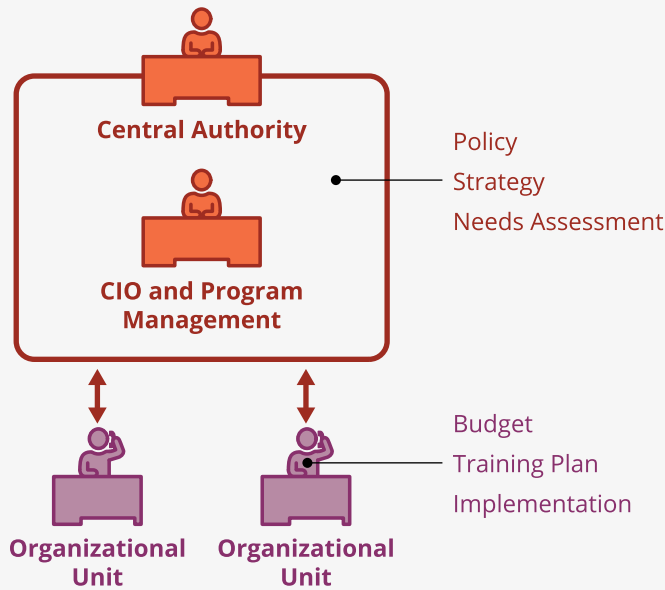 Central Authority
Policy
Strategy
Needs Assessment
CIO and Program
Management
Budget
Training Plan
Implementation
Organizational
Unit
Organizational
Unit